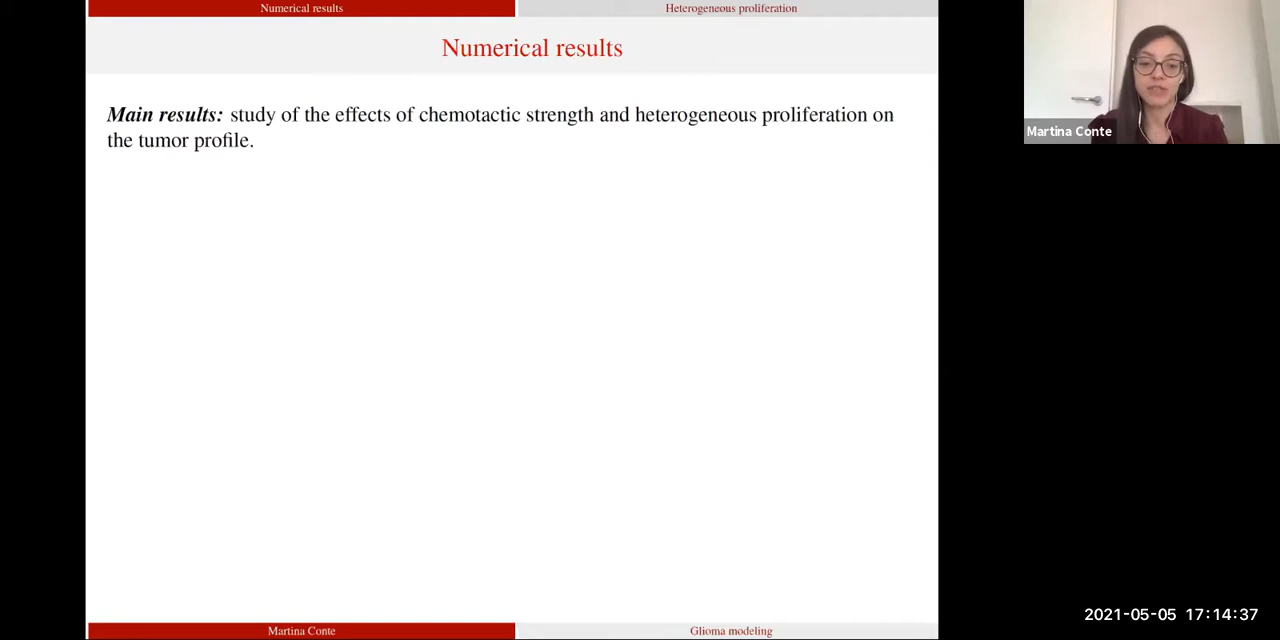 Numerical results
Heterogeneous proliferation
Numerical results
Main results: study of the effects of chemotactic strength and heterogeneous proliferation on
the tumor profile.
Martina Conte
Martina Conte
Glioma modeling
2021-05-05 17:14:37